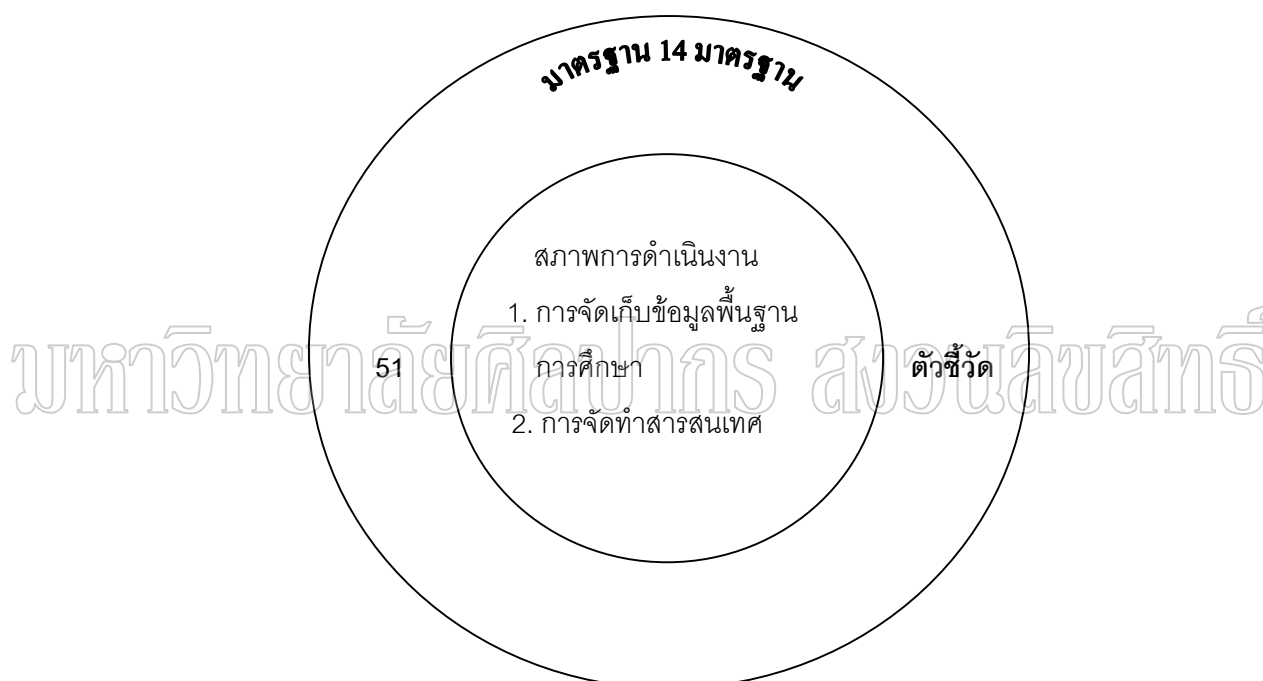 มาตรฐาน 14 มาตรฐาน
สภาพการดำเนินงาน
1. การจัดเก็บข้อมูลพื้นฐาน
51 การศึกษา ตัวชี้วัด
2. การจัดทำสารสนเทศ
มหาวิทยาลัยศิลปากร สงวนลิขสิทธิ์